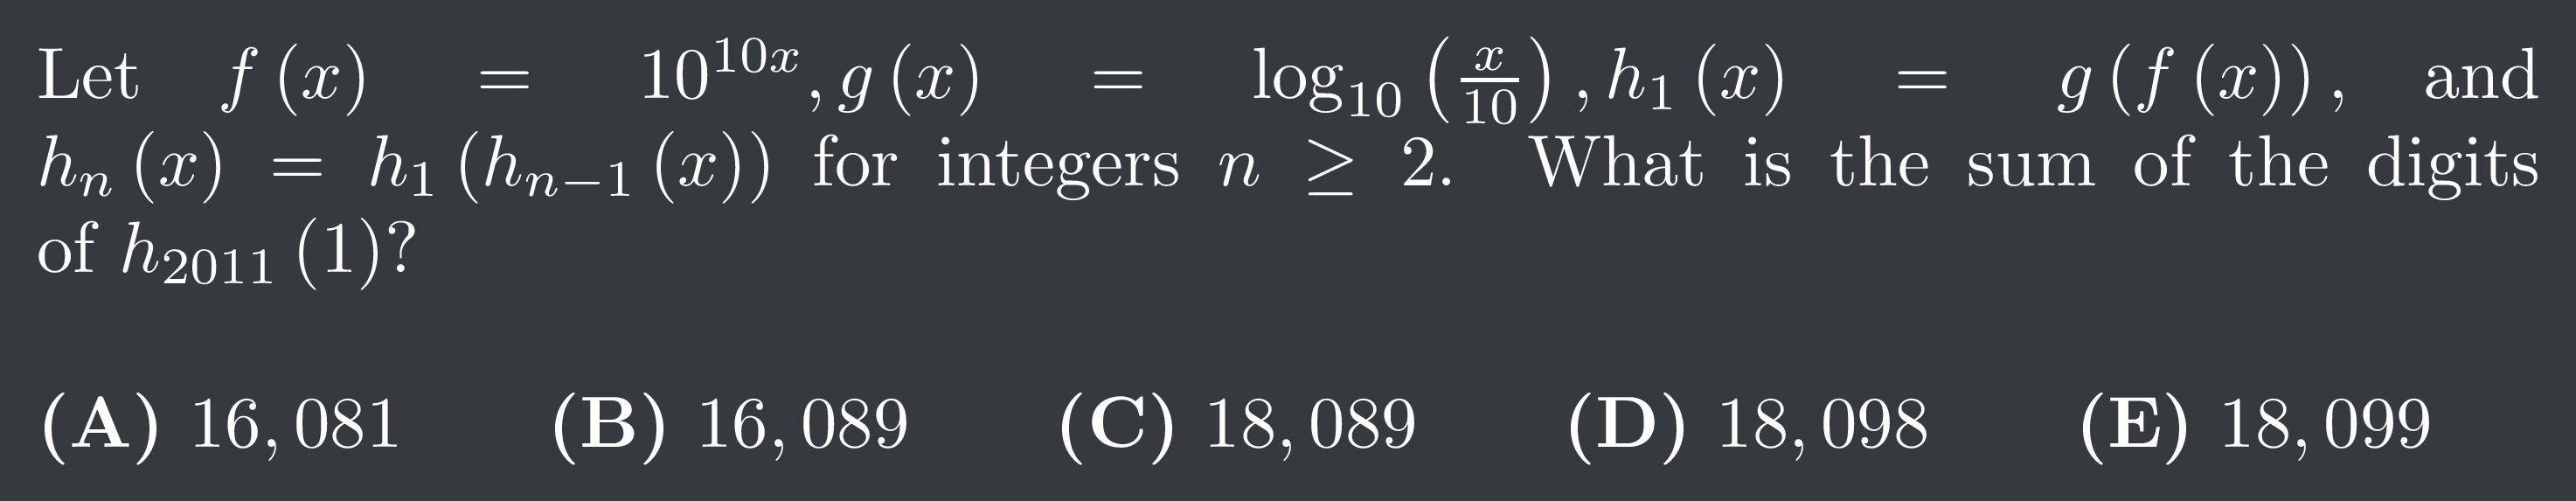 Let f (x) = 10^{10x}, g (x) = log_{10} (x/10), h_1 (x) = g (f (x)), and
h_n (x) = h_1 (h_{n−1} (x)) for integers n ≥ 2. What is the sum of the digits
of h_{2011} (1)?
(A) 16, 081 (B) 16, 089 (C) 18, 089 (D) 18, 098 (E) 18, 099